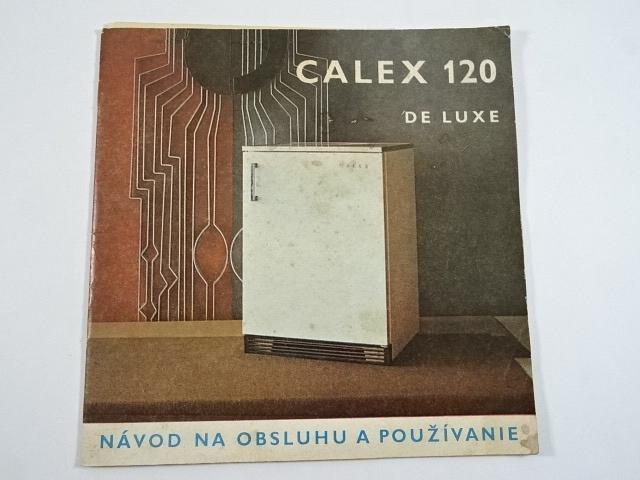 CALEX 120
DE LUXE
NÁVOD NA OBSLUHU A POUŽÍVANIE